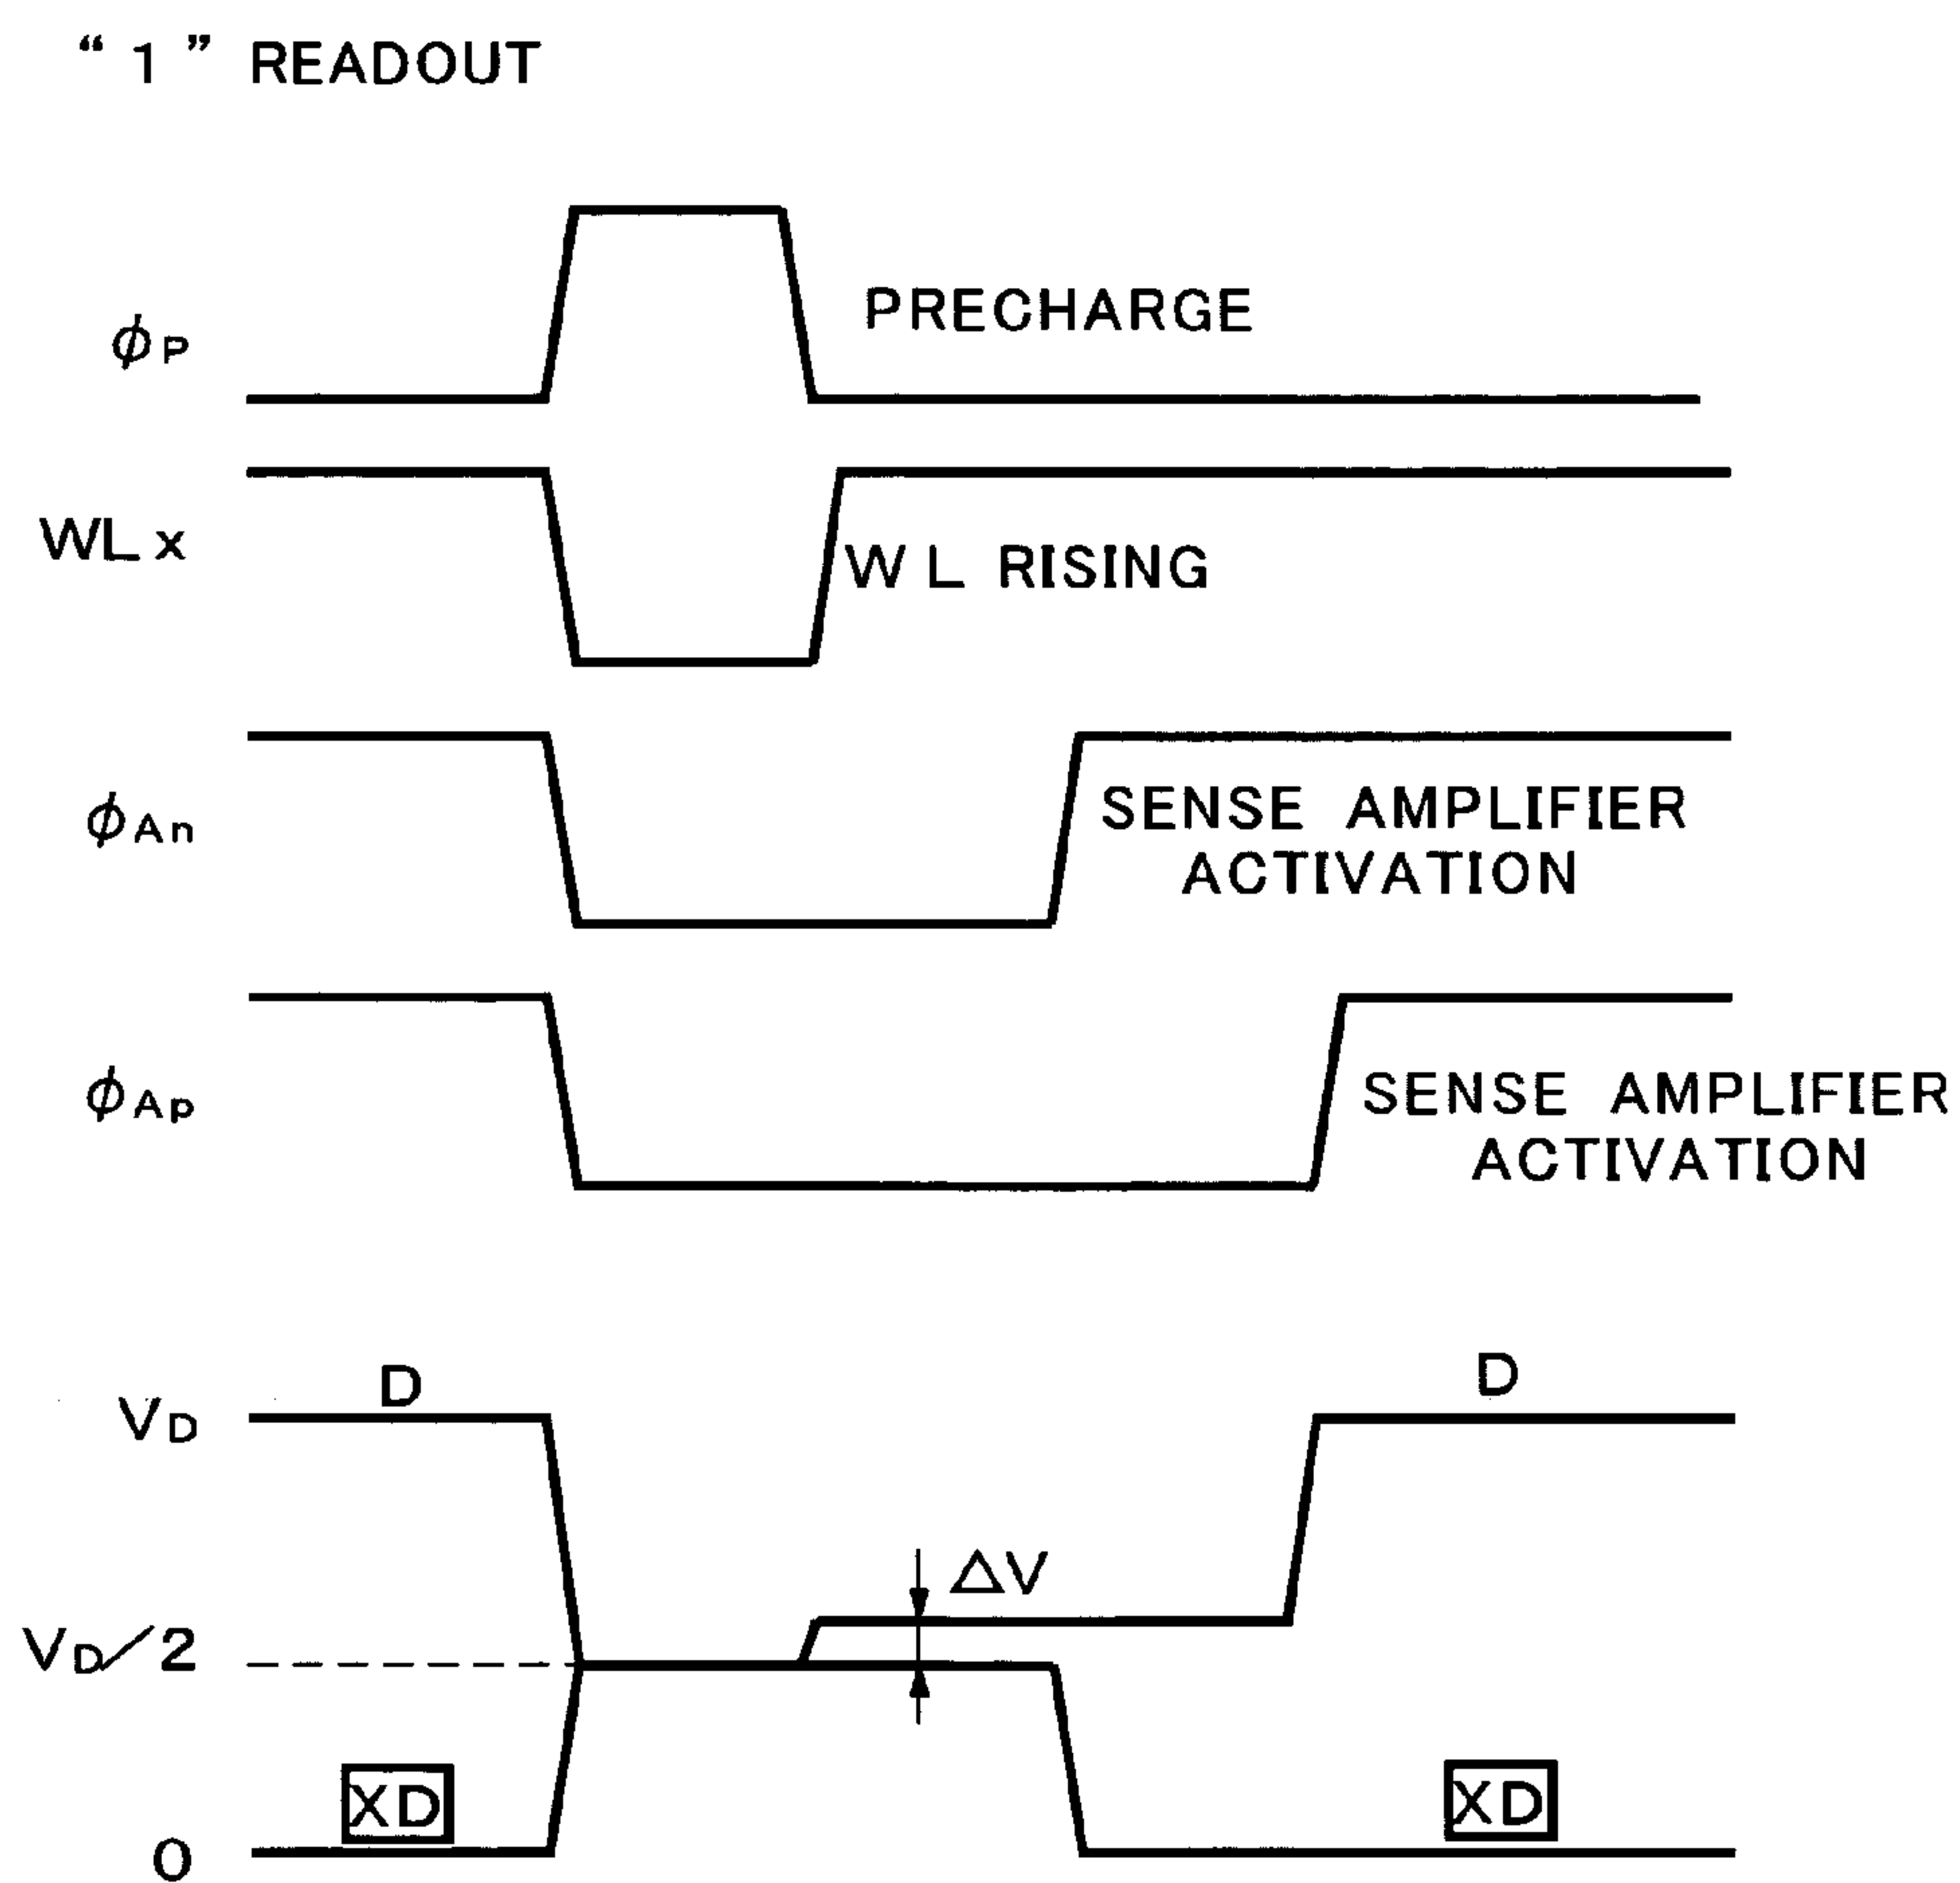 “1” READOUT
ϕP
PRECHARGE
WLx
WL RISING
ϕAn
SENSE AMPLIFIER
ACTIVATION
ϕAp
SENSE AMPLIFIER
ACTIVATION
D
D
VD
ΔV
VD/2
XD
XD
0